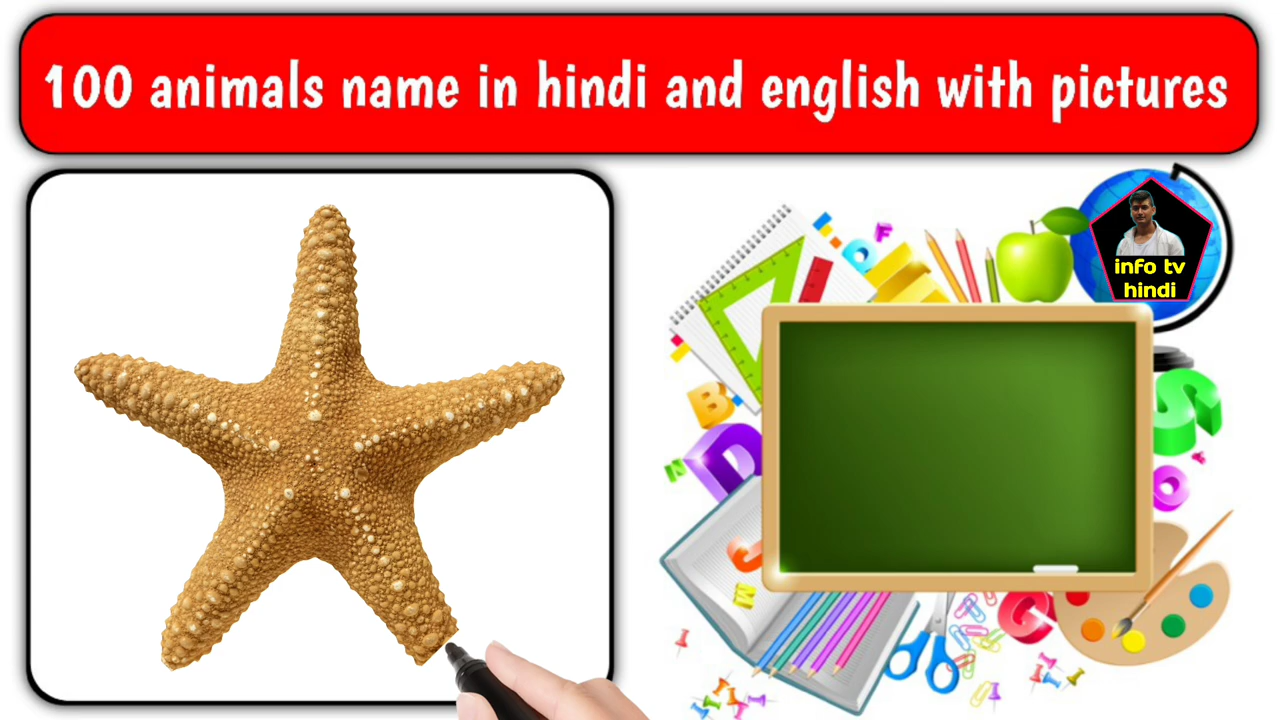 100 animals name in hindi and english with pictures
info tv
hindi